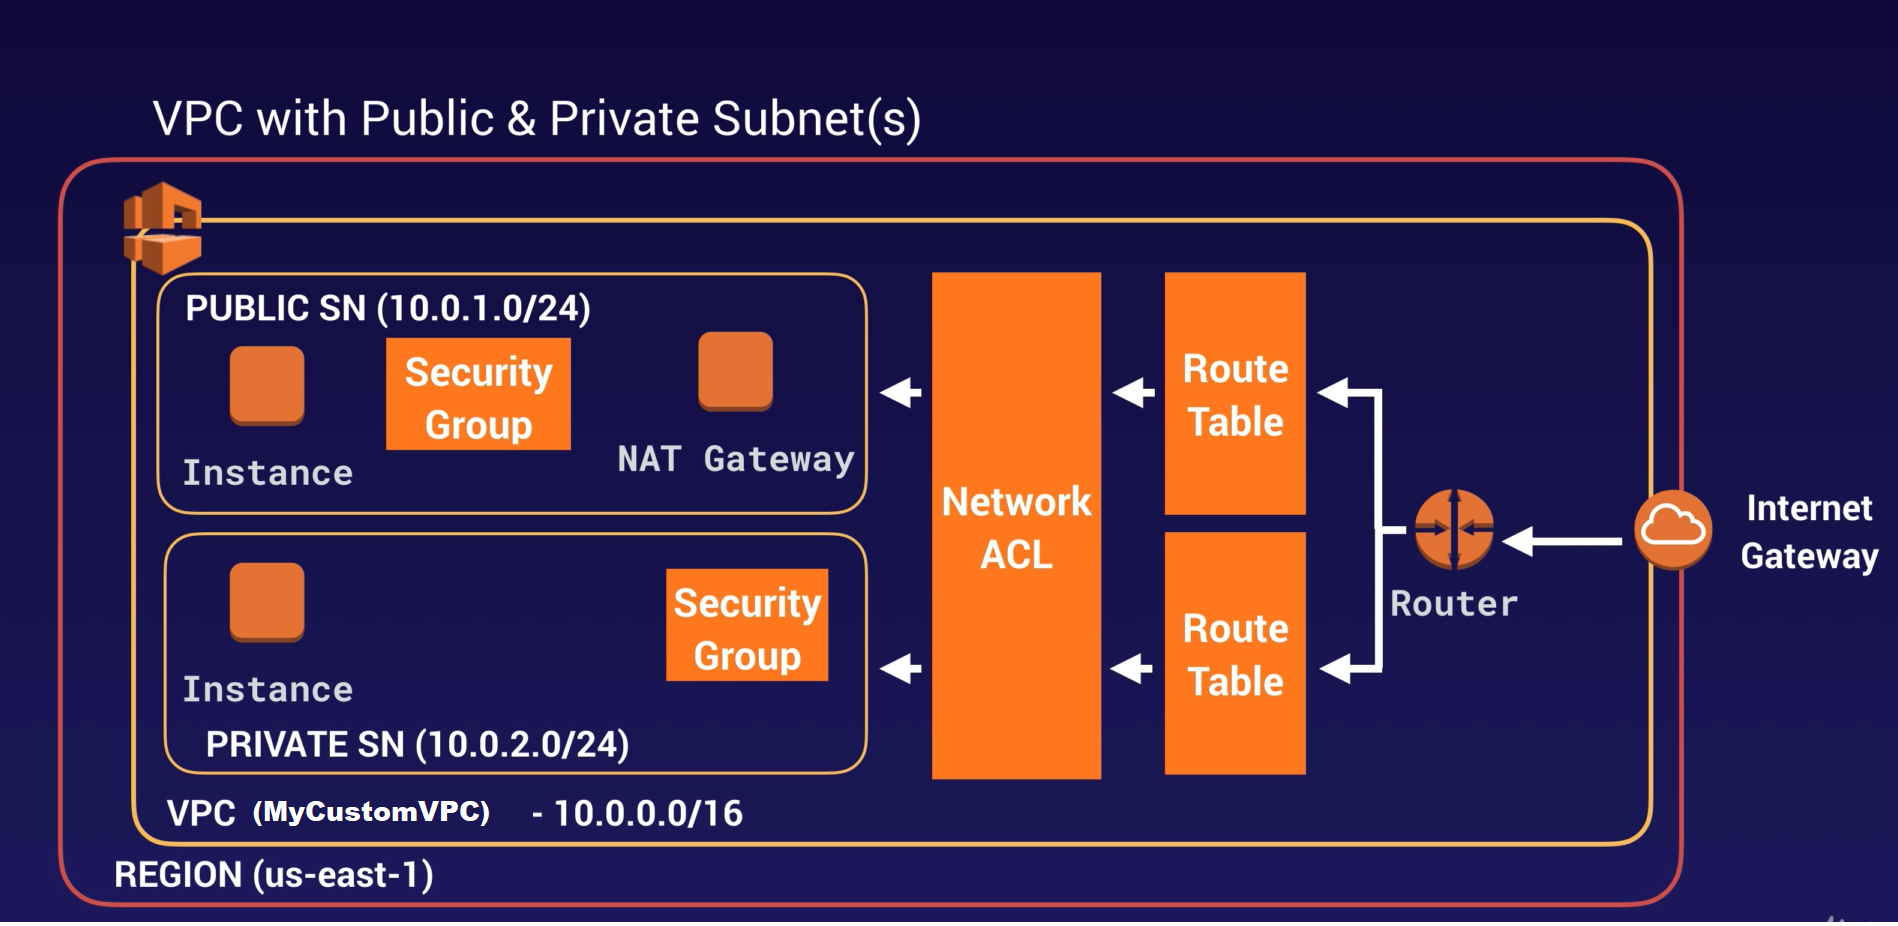 VPC with Public & Private Subnet(s)
PUBLIC SN (10.0.1.0/24)
Security
Group
Instance
NAT Gateway
Instance
Security
Group
PRIVATE SN (10.0.2.0/24)
VPC (MyCustomVPC) - 10.0.0.0/16
REGION (us-east-1)
Network
ACL
Route
Table
Route
Table
Router
Internet
Gateway